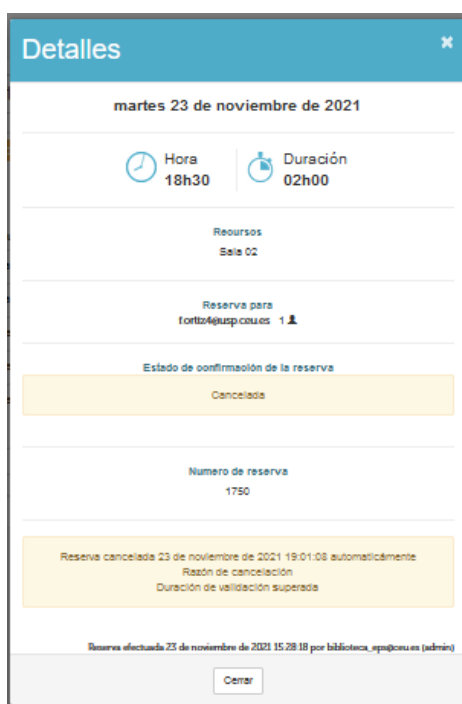 Detalles ×
martes 23 de noviembre de 2021
Hora
18h30
Duración
02h00
Recursos
Sala 02
Reserva para
f.ortiz4@usp.ceu.es 1
Estado de confirmación de la reserva
Cancelada
Numero de reserva
1750
Reserva cancelada 23 de noviembre de 2021 19:01:08 automaticámente
Razón de cancelación
Duración de validación superada
Reserva efectuada 23 de noviembre de 2021 15:28:18 por biblioteca_eps@ceu.es (admin)
Cerrar